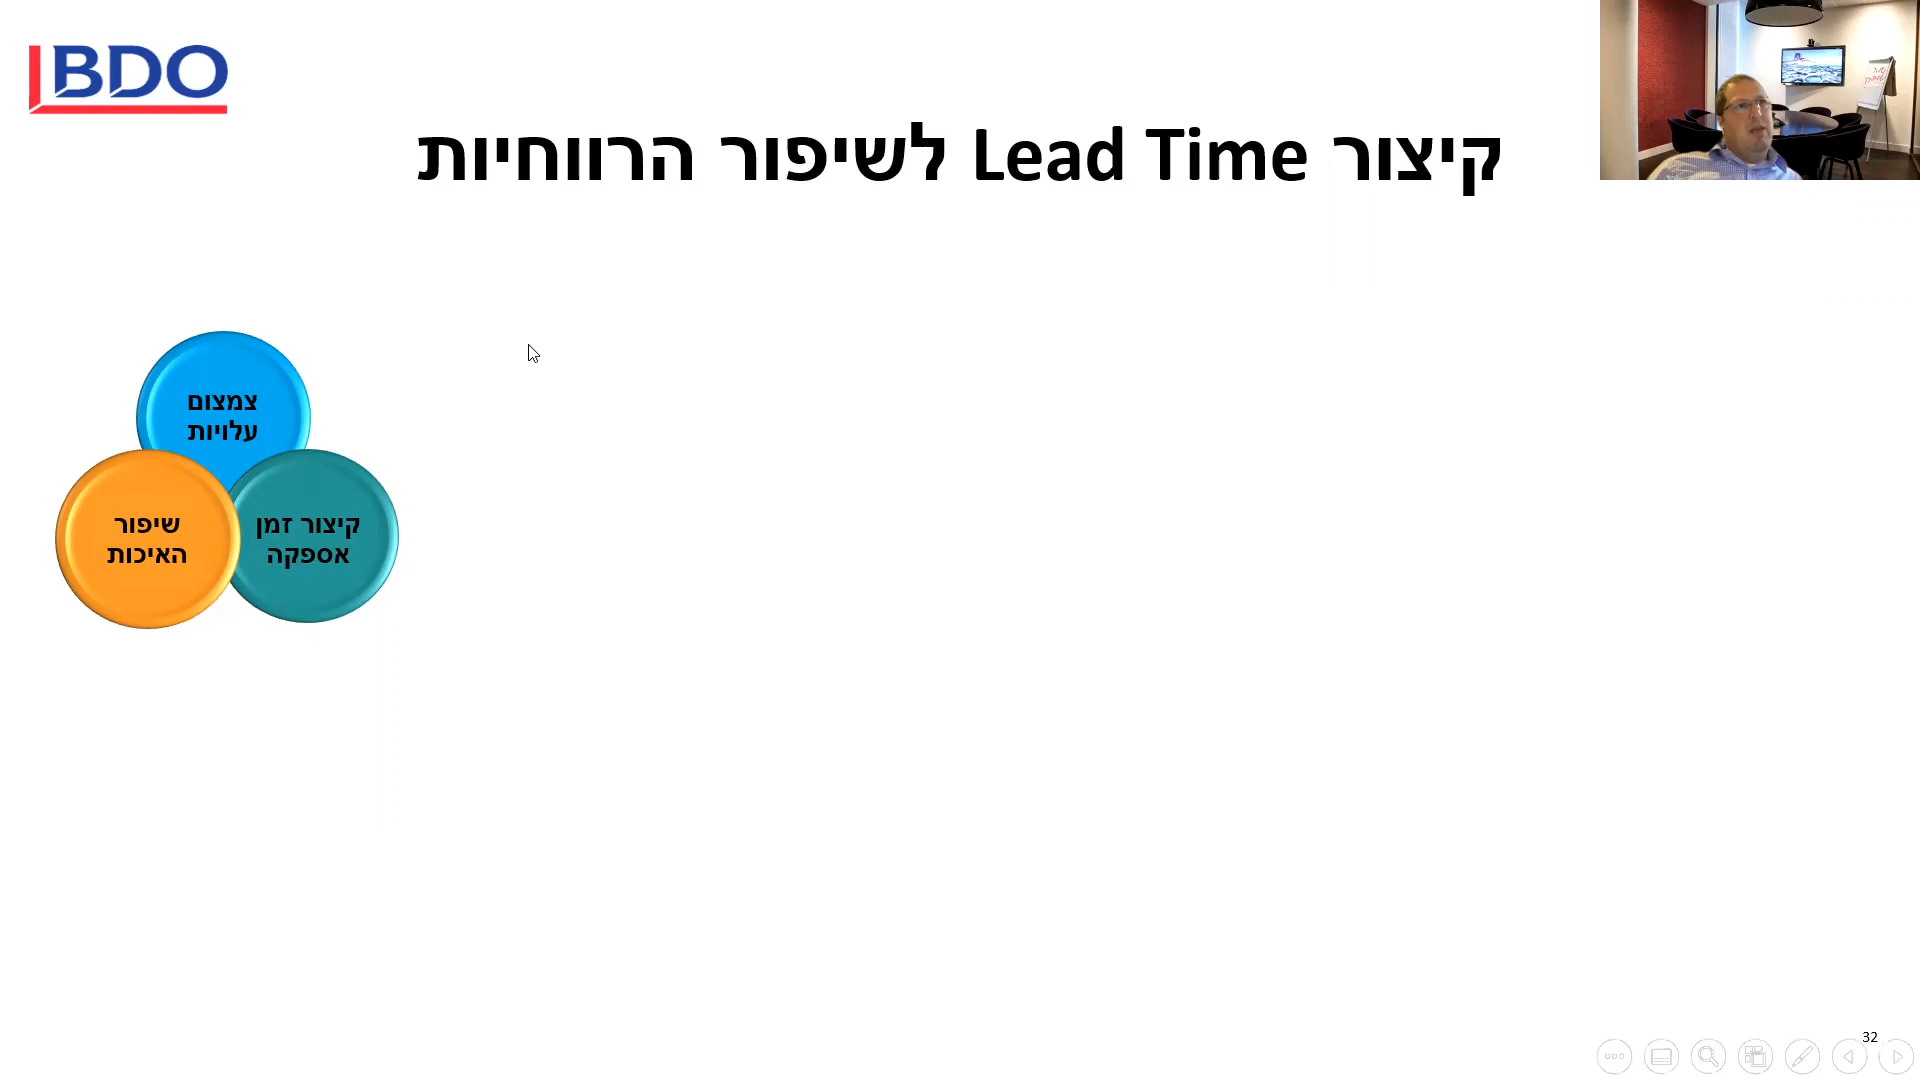 BDO
קיצור Lead Time לשיפור הרווחיות
צמצום
עלויות
קיצור זמן
אספקה
שיפור
האיכות
32